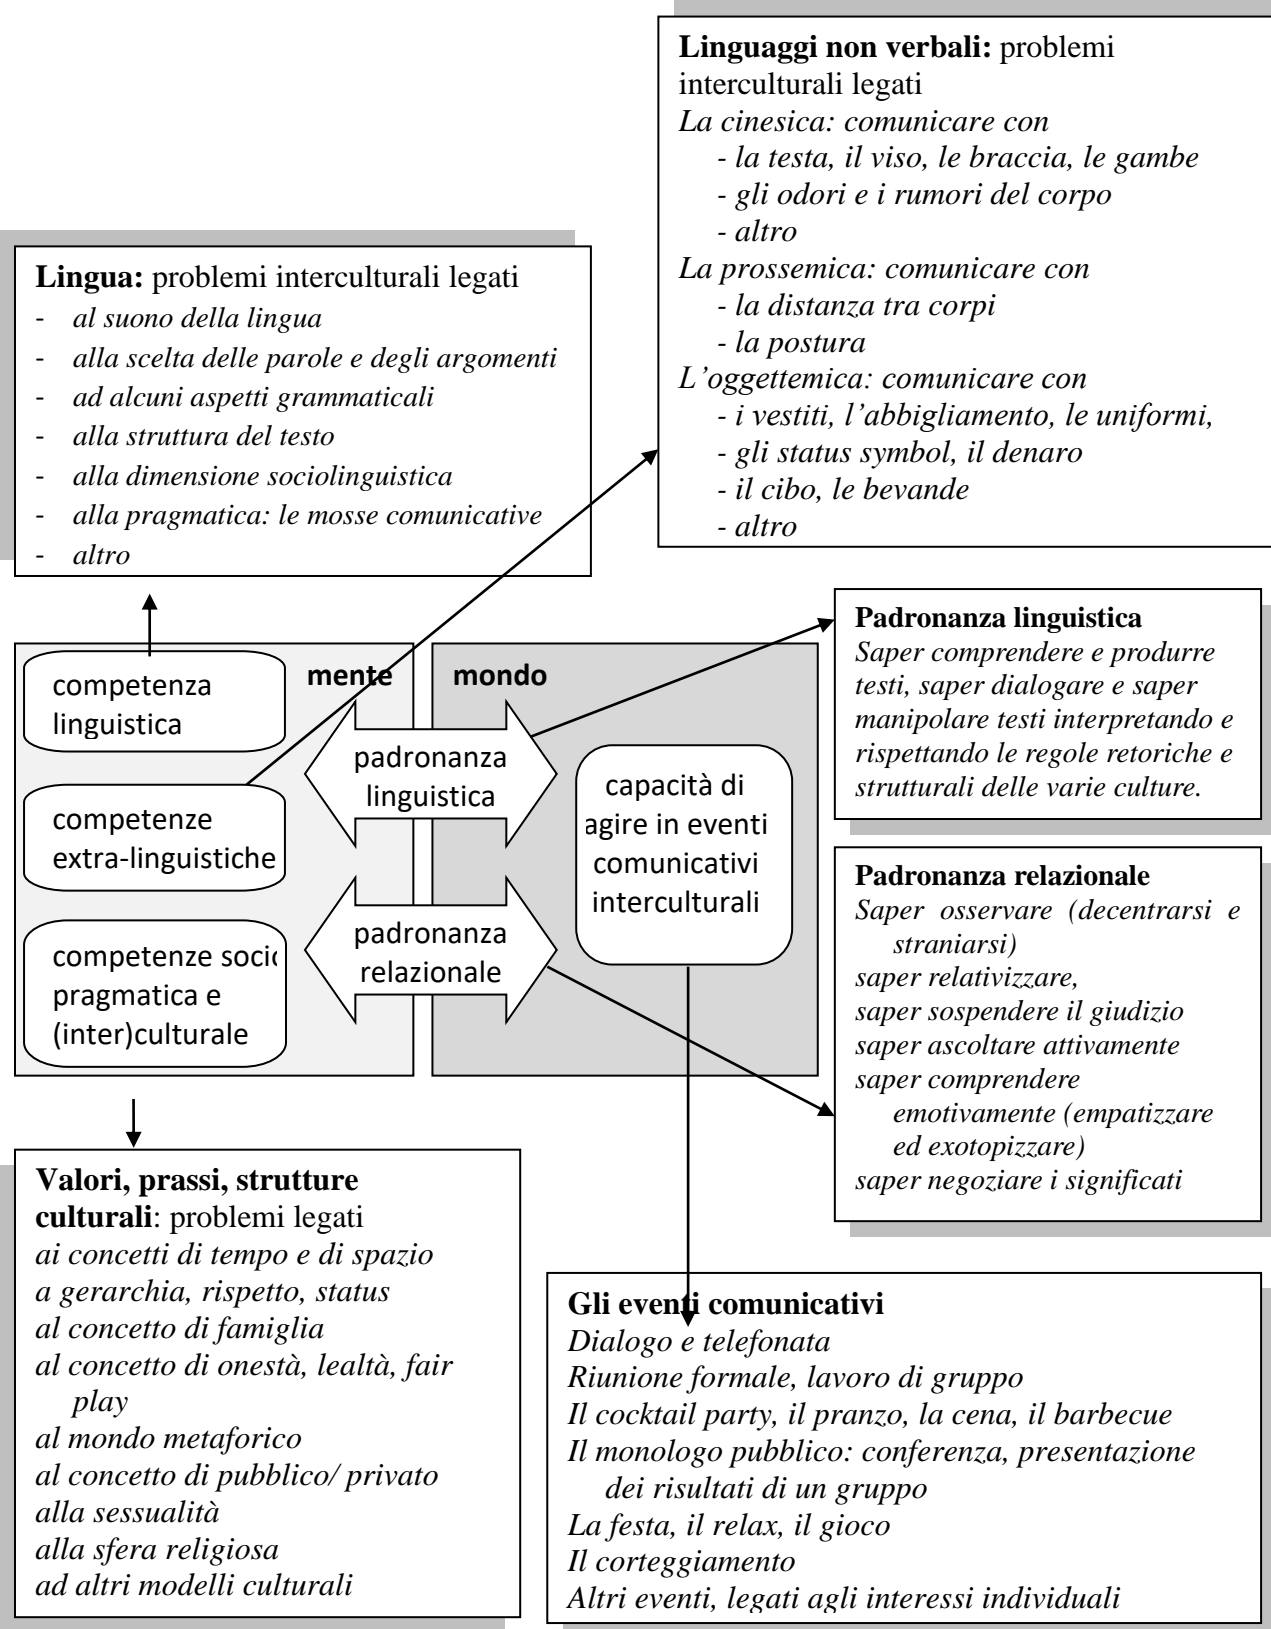 Linguaggi non verbali: problemi
interculturali legati
La cinesica: comunicare con
- la testa, il viso, le braccia, le gambe
- gli odori e i rumori del corpo
- altro
La prossemica: comunicare con
- la distanza tra corpi
- la postura
L'oggettemica: comunicare con
- i vestiti, l'abbigliamento, le uniformi,
- gli status symbol, il denaro
- il cibo, le bevande
- altro
Lingua: problemi interculturali legati
- al suono della lingua
- alla scelta delle parole e degli argomenti
- ad alcuni aspetti grammaticali
- alla struttura del testo
- alla dimensione sociolinguistica
- alla pragmatica: le mosse comunicative
- altro
mente
mondo
competenza
linguistica
competenze
extra-linguistiche
competenze socio
pragmatica e
(inter)culturale
padronanza
linguistica
padronanza
relazionale
capacità di
agire in eventi
comunicativi
interculturali
Padronanza linguistica
Saper comprendere e produrre
testi, saper dialogare e saper
manipolare testi interpretando e
rispettando le regole retoriche e
strutturali delle varie culture.
Padronanza relazionale
Saper osservare (decentrarsi e
straniarsi)
saper relativizzare,
saper sospendere il giudizio
saper ascoltare attivamente
saper comprendere
emotivamente (empatizzare
ed exotopizzare)
saper negoziare i significati
Valori, prassi, strutture
culturali: problemi legati
ai concetti di tempo e di spazio
a gerarchia, rispetto, status
al concetto di famiglia
al concetto di onestà, lealtà, fair
play
al mondo metaforico
al concetto di pubblico/ privato
alla sessualità
alla sfera religiosa
ad altri modelli culturali
Gli eventi comunicativi
Dialogo e telefonata
Riunione formale, lavoro di gruppo
Il cocktail party, il pranzo, la cena, il barbecue
Il monologo pubblico: conferenza, presentazione
dei risultati di un gruppo
La festa, il relax, il gioco
Il corteggiamento
Altri eventi, legati agli interessi individuali